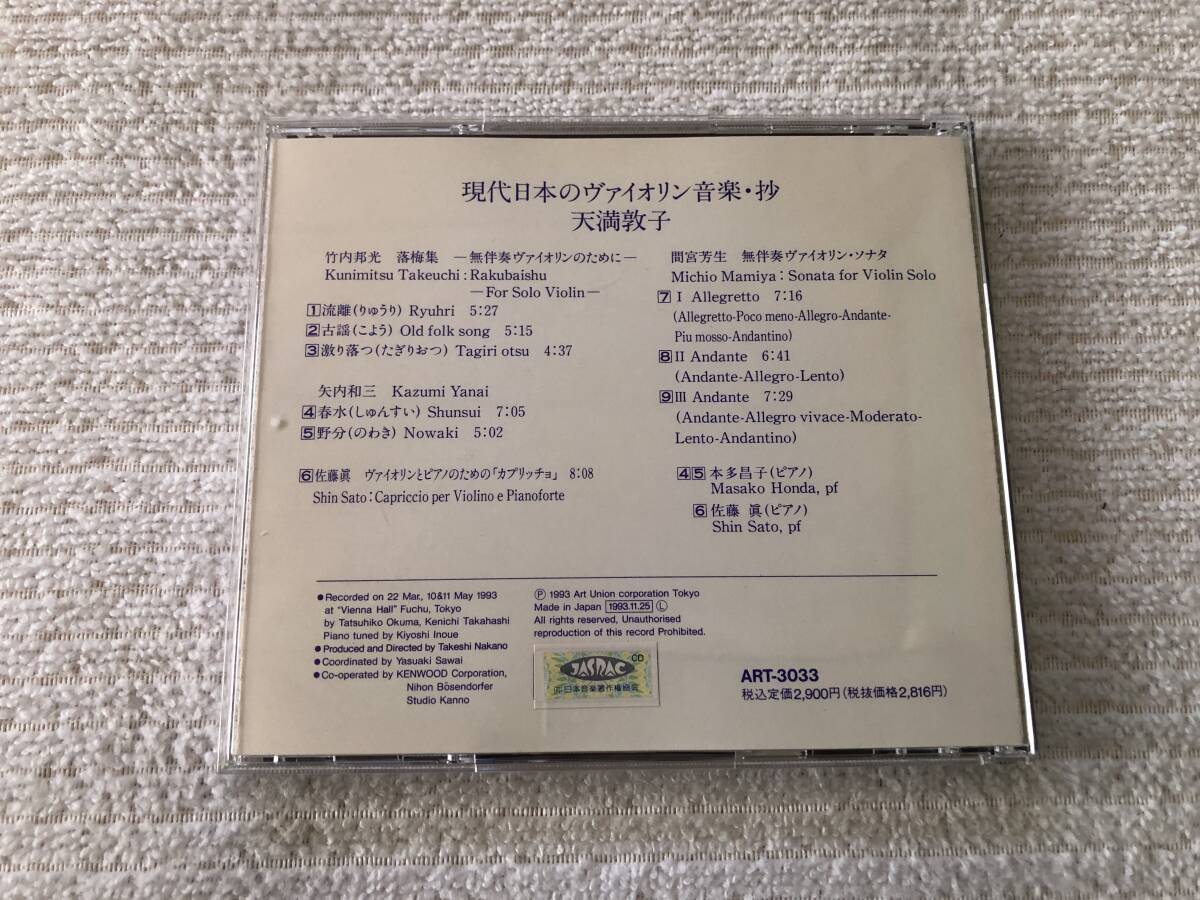 現代日本のヴァイオリン音楽・抄
天満敦子
竹内邦光 落梅集 ー無伴奏ヴァイオリンのためにー
Kunimitsu Takeuchi : Rakubaishu
ーFor Solo Violinー
1流離(りゅうり) Ryuhri 5:27
2古謡(こよう) Old folk song 5:15
3激り落つ(たぎりおつ) Tagiri otsu 4:37
矢内和三 Kazumi Yanai
4春水(しゅんすい) Shunsui 7:05
5野分(のわき) Nowaki 5:02
6佐藤眞 ヴァイオリンとピアノのための「カプリッチョ」 8:08
Shin Sato : Capriccio per Violino e Pianoforte
間宮芳生 無伴奏ヴァイオリン・ソナタ
Michio Mamiya : Sonata for Violin Solo
7 I Allegretto 7:16
(Allegretto-Poco meno-Allegro-Andante-
Piu mosso-Andantino)
8 II Andante 6:41
(Andante-Allegro-Lento)
9 III Andante 7:29
(Andante-Allegro vivace-Moderato-
Lento-Andantino)
4 5 本多昌子(ピアノ)
Masako Honda, pf
6 佐藤 眞(ピアノ)
Shin Sato, pf
●Recorded on 22 Mar., 10&11 May 1993
at "Vienna Hall" Fuchu, Tokyo
by Tatsuhiko Okuma, Kenichi Takahashi
Piano tuned by Kiyoshi Inoue
●Produced and Directed by Takeshi Nakano
●Coordinated by Yasuaki Sawai
●Co-operated by KENWOOD Corporation,
Nihon Bösendorfer
Studio Kanno
Ⓟ 1993 Art Union corporation Tokyo
Made in Japan 1993.11.25 Ⓛ
All rights reserved, Unauthorised
reproduction of this record Prohibited.
CD
JASRAC
㈳日本音楽著作権協会
ART-3033
税込定価2,900円(税抜価格2,816円)